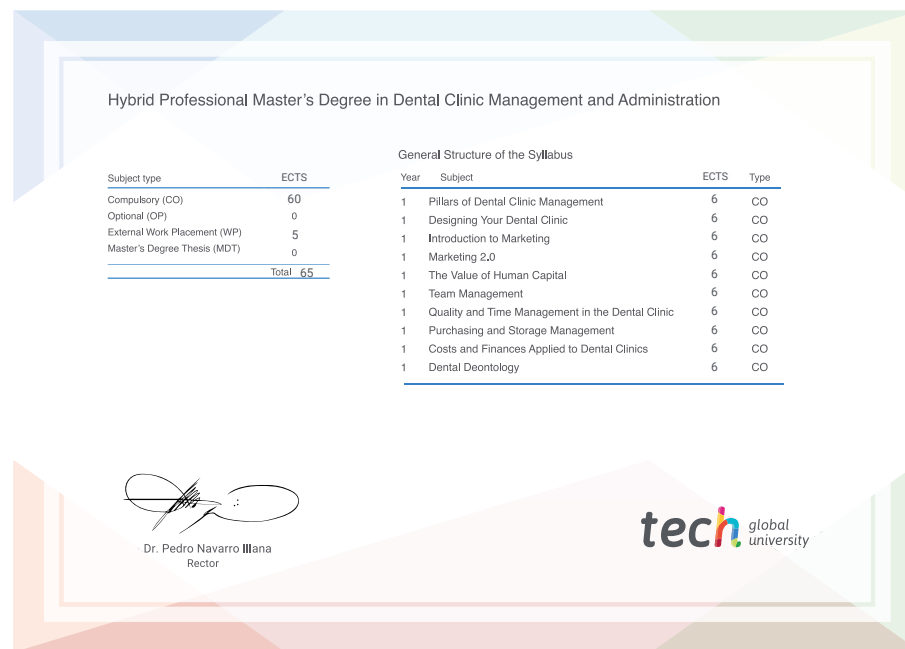 Hybrid Professional Master's Degree in Dental Clinic Management and Administration
Subject type ECTS
Compulsory (CO) 60
Optional (OP) 0
External Work Placement (WP) 5
Master's Degree Thesis (MDT) 0
Total 65
General Structure of the Syllabus
Year Subject ECTS Type
1 Pillars of Dental Clinic Management 6 CO
1 Designing Your Dental Clinic 6 CO
1 Introduction to Marketing 6 CO
1 Marketing 2.0 6 CO
1 The Value of Human Capital 6 CO
1 Team Management 6 CO
1 Quality and Time Management in the Dental Clinic 6 CO
1 Purchasing and Storage Management 6 CO
1 Costs and Finances Applied to Dental Clinics 6 CO
1 Dental Deontology 6 CO
Dr. Pedro Navarro Illana
Rector
tech global
university